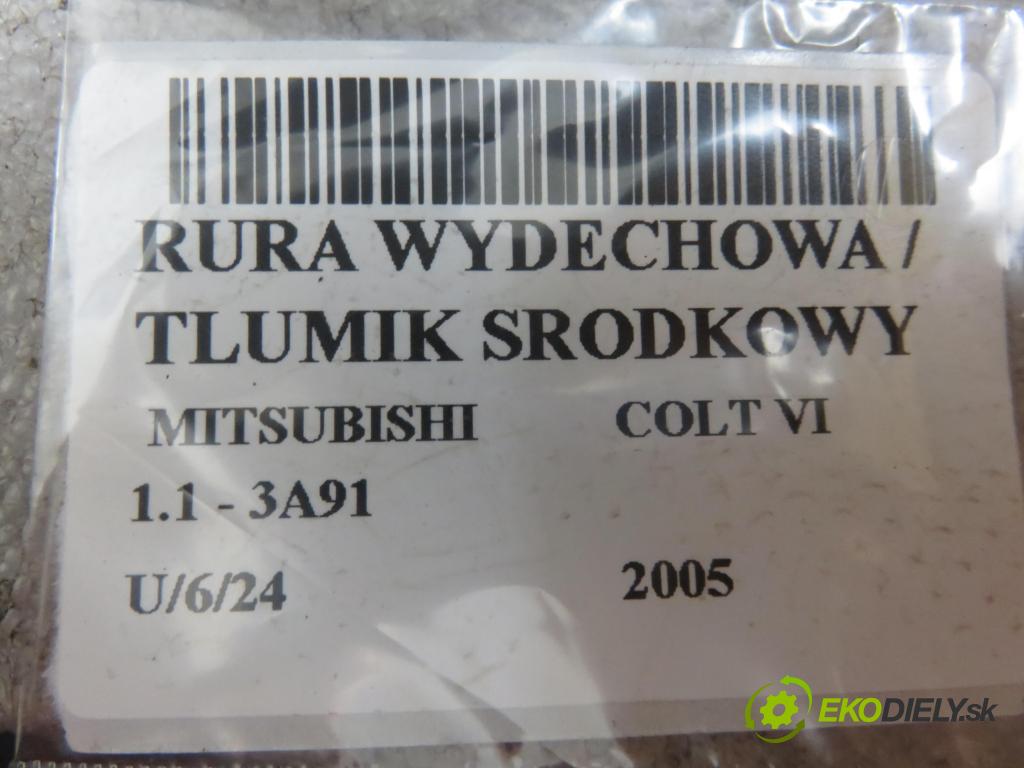 RURA WYDECHOWA /
TLUMIK SRODKOWY
MITSUBISHI COLT VI
1.1 - 3A91
U/6/24 2005
EKODIELY.sk